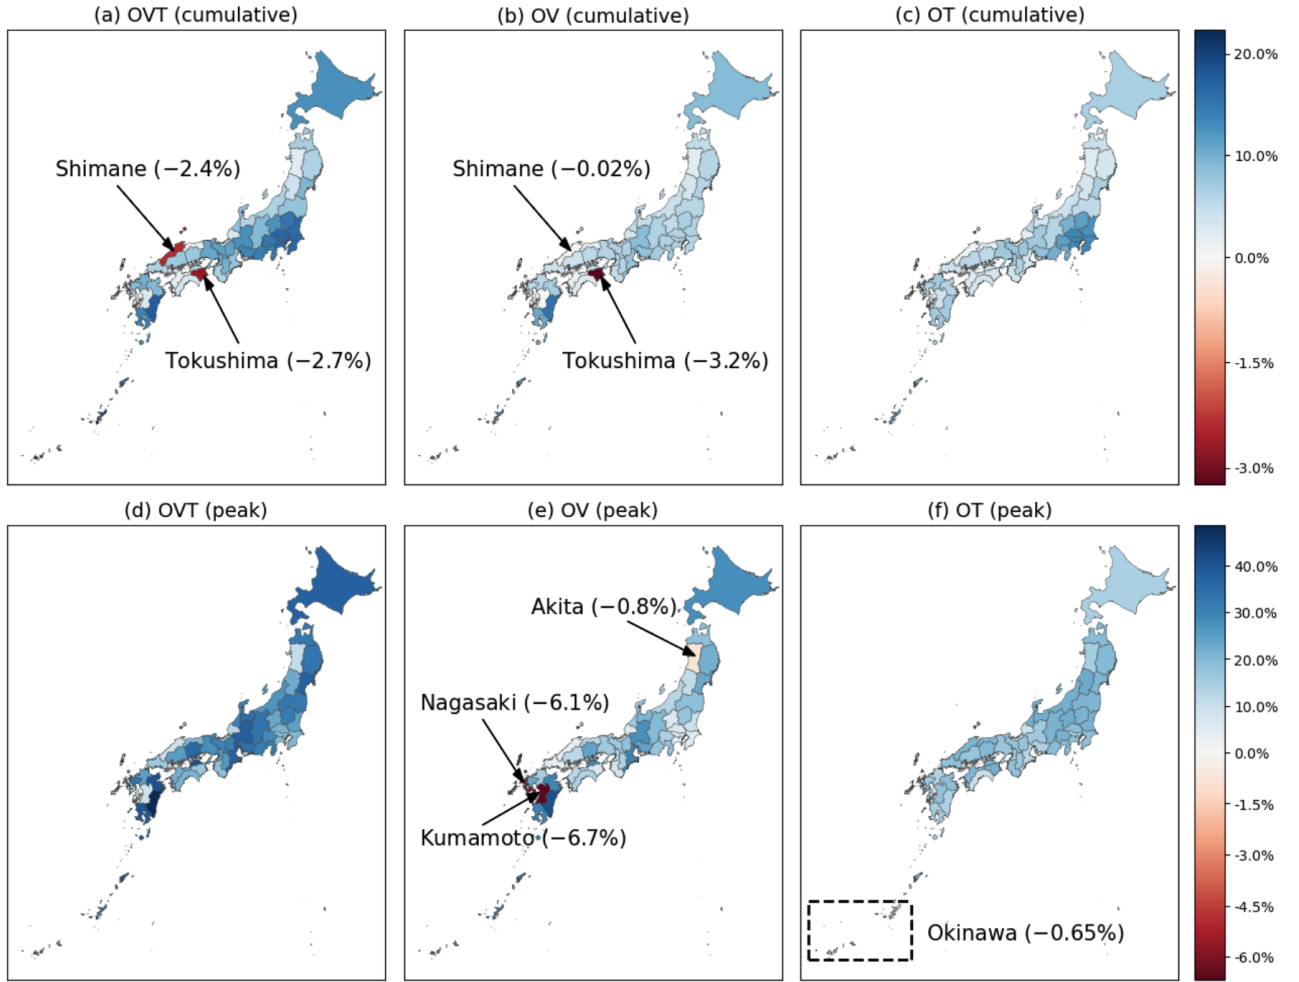 (a) OVT (cumulative)
(b) OV (cumulative)
(c) OT (cumulative)
Shimane (−2.4%)
Tokushima (−2.7%)
Shimane (−0.02%)
Tokushima (−3.2%)
20.0%
10.0%
0.0%
-1.5%
-3.0%
(d) OVT (peak)
(e) OV (peak)
(f) OT (peak)
Akita (−0.8%)
Nagasaki (−6.1%)
Kumamoto (−6.7%)
Okinawa (−0.65%)
40.0%
30.0%
20.0%
10.0%
0.0%
-1.5%
-3.0%
-4.5%
-6.0%